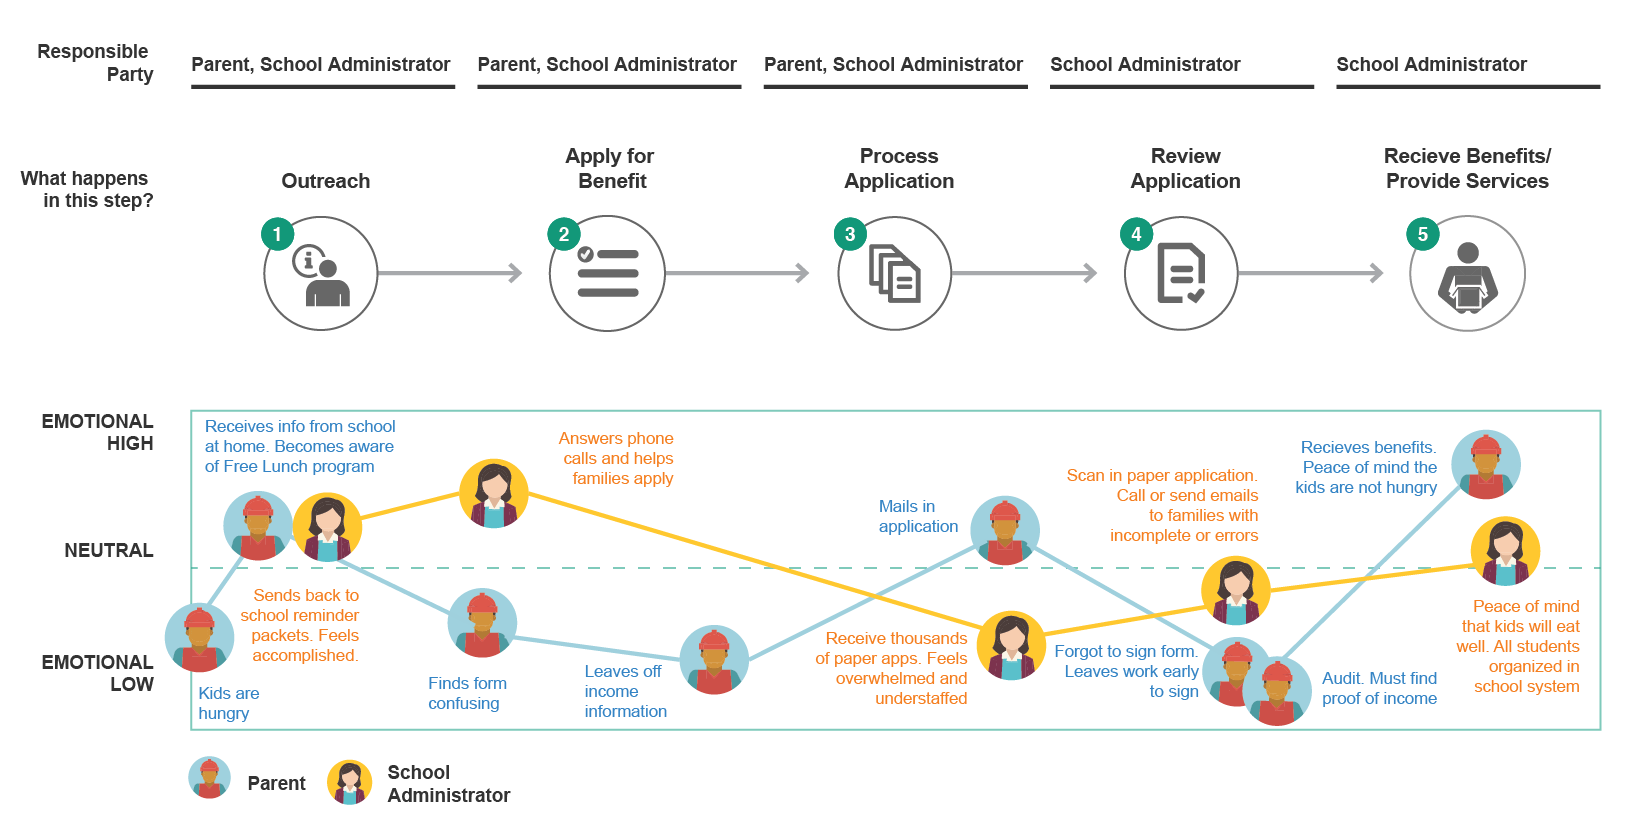 Responsible
Party
Parent, School Administrator
Parent, School Administrator
Parent, School Administrator
School Administrator
School Administrator
What happens
in this step?
Outreach
Apply for
Benefit
Process
Application
Review
Application
Recieve Benefits/
Provide Services
1
2
3
4
5
EMOTIONAL
HIGH
NEUTRAL
EMOTIONAL
LOW
Receives info from school
at home. Becomes aware
of Free Lunch program
Answers phone
calls and helps
families apply
Mails in
application
Scan in paper application.
Call or send emails
to families with
incomplete or errors
Recieves benefits.
Peace of mind the
kids are not hungry
Kids are
hungry
Sends back to
school reminder
packets. Feels
accomplished.
Finds form
confusing
Leaves off
income
information
Receive thousands
of paper apps. Feels
overwhelmed and
understaffed
Forgot to sign form.
Leaves work early
to sign
Audit. Must find
proof of income
Peace of mind
that kids will eat
well. All students
organized in
school system
Parent
School
Administrator